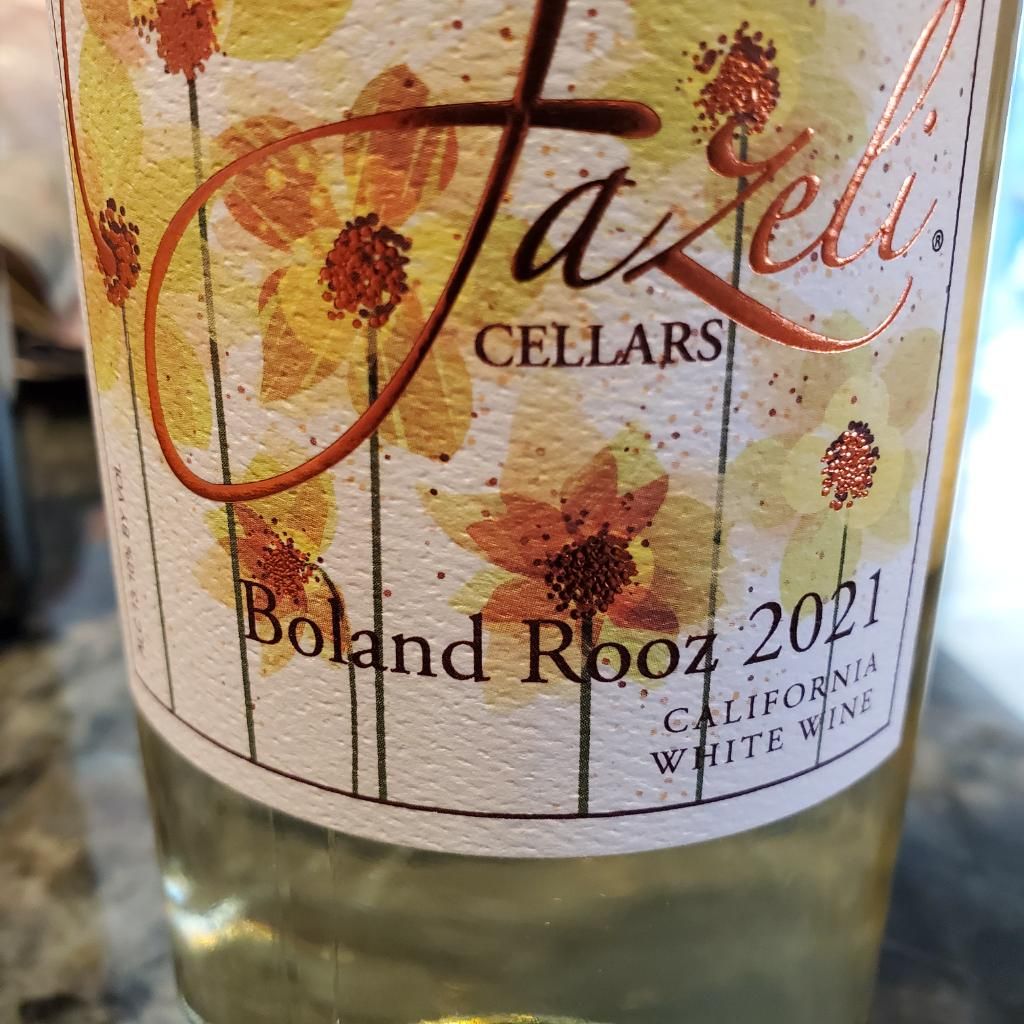 Fazeli®
CELLARS
Boland Rooz 2021
CALIFORNIA
WHITE WINE